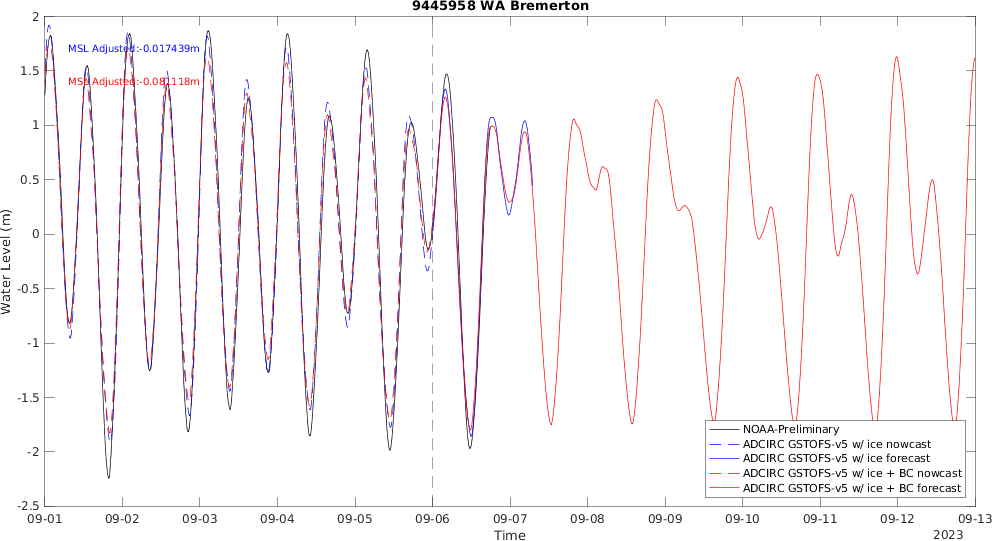 9445958 WA Bremerton
MSL Adjusted:-0.017439m
MSL Adjusted:-0.082118m
Water Level (m)
2
1.5
1
0.5
0
-0.5
-1
-1.5
-2
-2.5
NOAA-Preliminary
ADCIRC GSTOFS-v5 w/ ice nowcast
ADCIRC GSTOFS-v5 w/ ice forecast
ADCIRC GSTOFS-v5 w/ ice + BC nowcast
ADCIRC GSTOFS-v5 w/ ice + BC forecast
09-01 09-02 09-03 09-04 09-05 09-06 09-07 09-08 09-09 09-10 09-11 09-12 09-13
Time
2023